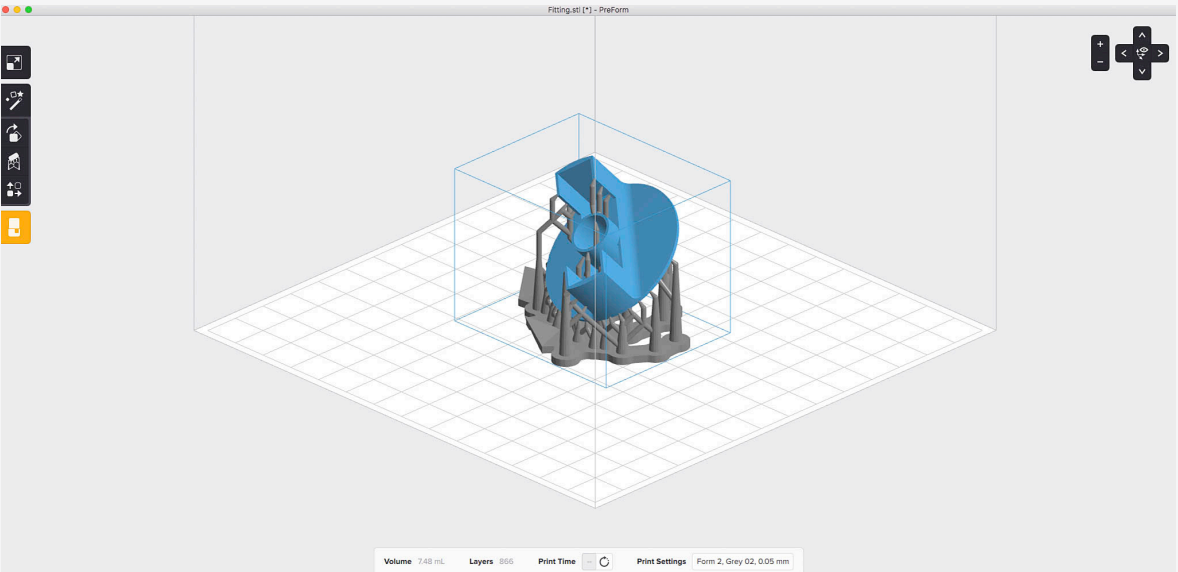 Fitting.stl [*] - PreForm
Volume 7.48 mL Layers 866 Print Time - Print Settings Form 2, Grey 02, 0.05 mm